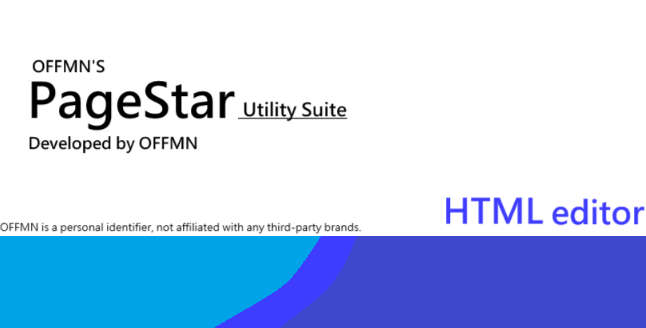 OFFMN'S
PageStar Utility Suite
Developed by OFFMN
HTML editor
OFFMN is a personal identifier, not affiliated with any third-party brands.